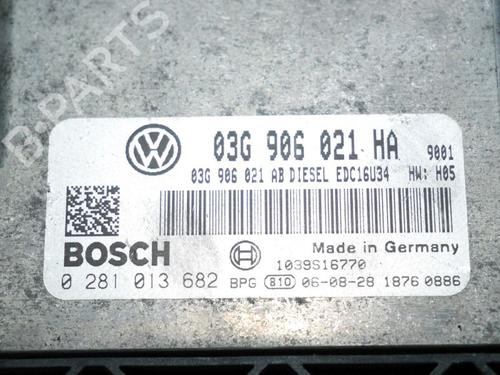 B-PARTS
VW
03G 906 021 HA 9001
03G 906 021 AB DIESEL EDC16U34 HW: H05
BOSCH
Made in Germany
1039S16770
0 281 013 682 BPG 810 06-08-28 1876 0886